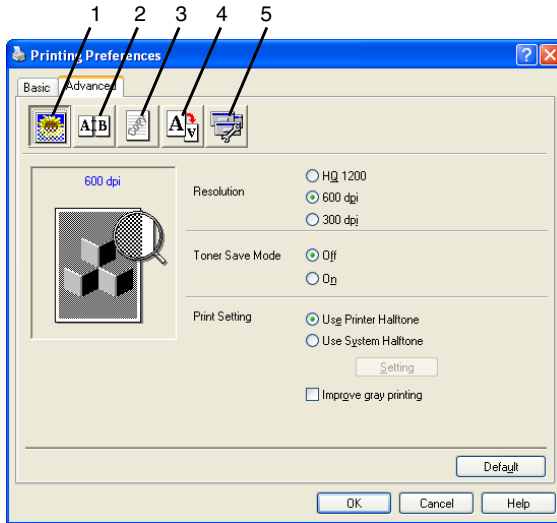 1 2 3 4 5
Printing Preferences
Basic Advanced
A B A V
600 dpi
Resolution
HQ 1200
600 dpi
300 dpi
Toner Save Mode
Off
On
Print Setting
Use Printer Halftone
Use System Halftone
Setting
Improve gray printing
Default
OK Cancel Help